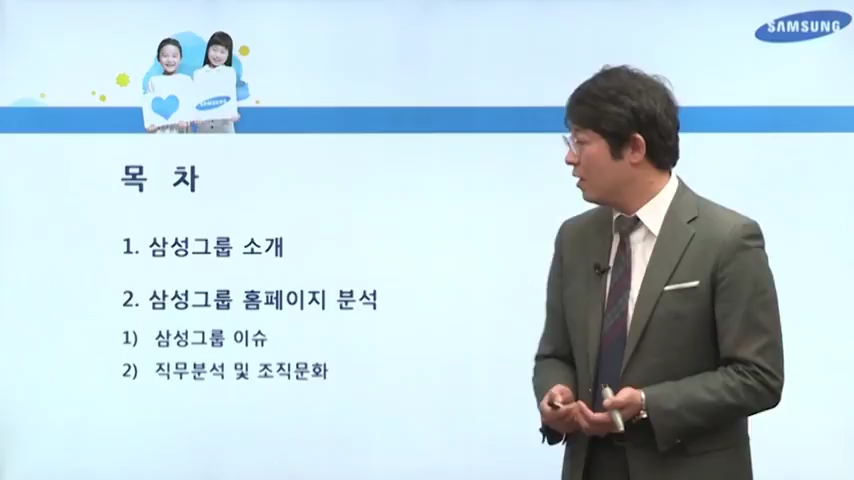 SAMSUNG
SAMSUNG
목 차
1. 삼성그룹 소개
2. 삼성그룹 홈페이지 분석
1) 삼성그룹 이슈
2) 직무분석 및 조직문화